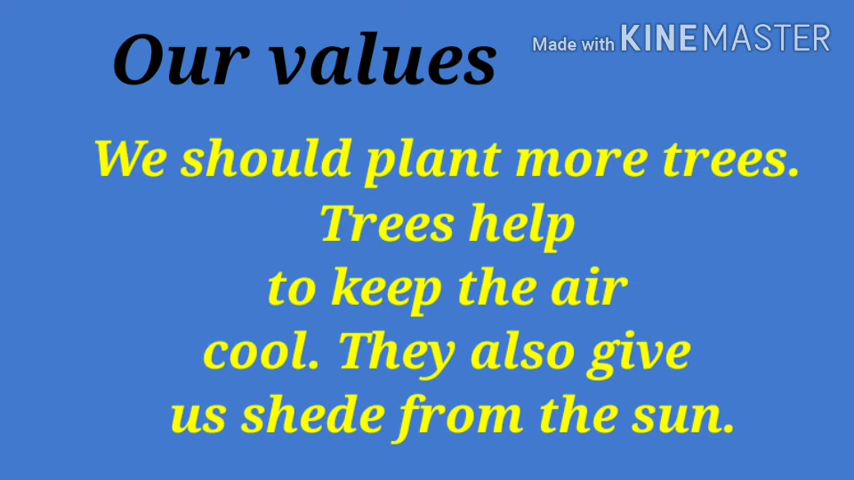 Our values
Made with KINEMASTER
We should plant more trees.
Trees help
to keep the air
cool. They also give
us shede from the sun.